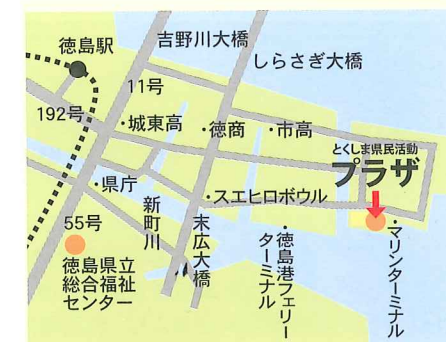 吉野川大橋
徳島駅
しらさぎ大橋
11号
192号
・城東高
・徳商
・市高
とくしま県民活動
プラザ
・県庁
・スエヒロボウル
新町川
末広大橋
・徳島港フェリー
ターミナル
・マリンターミナル
55号
徳島県立
総合福祉
センター